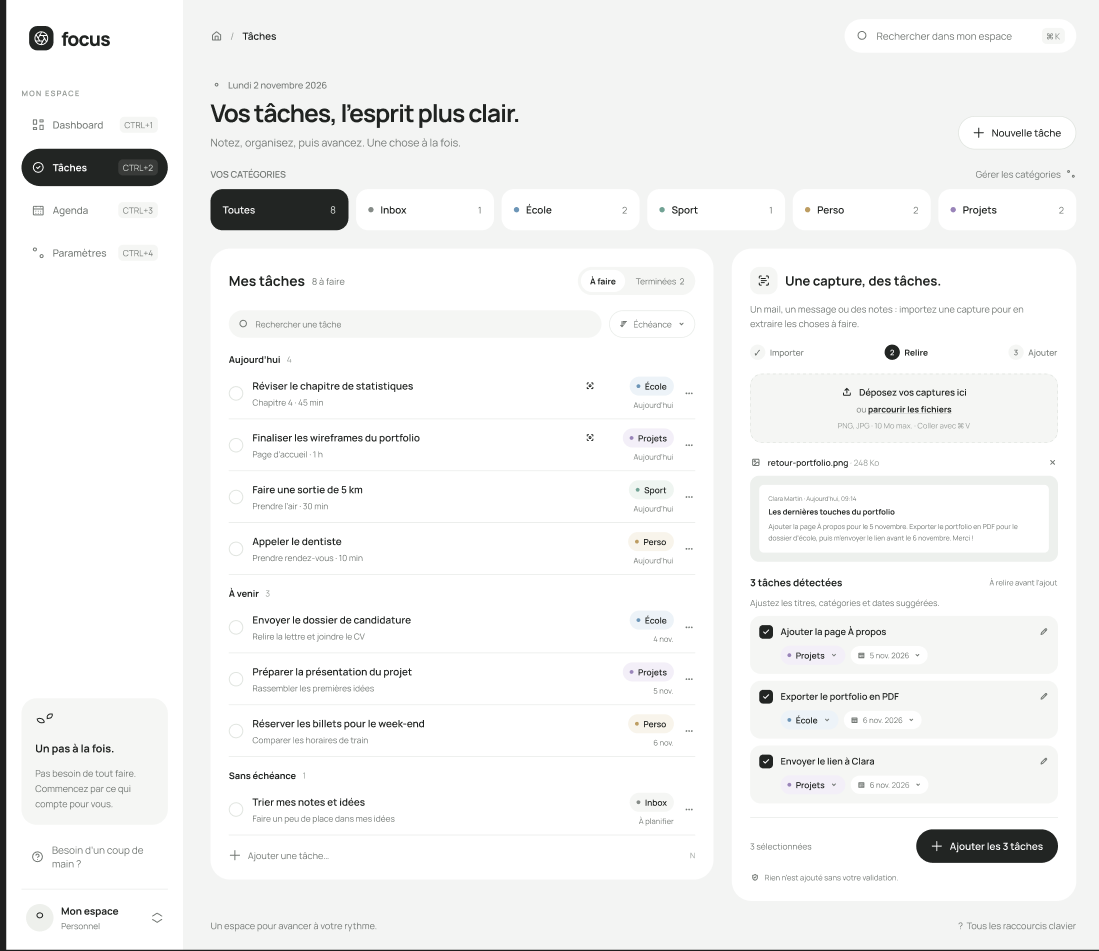 focus
MON ESPACE
Dashboard CTRL+1
Tâches CTRL+2
Agenda CTRL+3
Paramètres CTRL+4
Un pas à la fois.
Pas besoin de tout faire.
Commencez par ce qui
compte pour vous.
Besoin d'un coup de
main ?
Mon espace
Personnel
/ Tâches
Rechercher dans mon espace ⌘K
Lundi 2 novembre 2026
Vos tâches, l'esprit plus clair.
Notez, organisez, puis avancez. Une chose à la fois.
Nouvelle tâche
VOS CATÉGORIES
Gérer les catégories
Toutes 8
Inbox 1
École 2
Sport 1
Perso 2
Projets 2
Mes tâches 8 à faire
À faire Terminées 2
Rechercher une tâche
Échéance
Aujourd'hui 4
Réviser le chapitre de statistiques École
Chapitre 4 · 45 min Aujourd'hui
Finaliser les wireframes du portfolio Projets
Page d'accueil · 1 h Aujourd'hui
Faire une sortie de 5 km Sport
Prendre l'air · 30 min Aujourd'hui
Appeler le dentiste Perso
Prendre rendez-vous · 10 min Aujourd'hui
À venir 3
Envoyer le dossier de candidature École
Relire la lettre et joindre le CV 4 nov.
Préparer la présentation du projet Projets
Rassembler les premières idées 5 nov.
Réserver les billets pour le week-end Perso
Comparer les horaires de train 6 nov.
Sans échéance 1
Trier mes notes et idées Inbox
Faire un peu de place dans mes idées À planifier
Ajouter une tâche... N
Une capture, des tâches.
Un mail, un message ou des notes : importez une capture pour en
extraire les choses à faire.
✓ Importer 2 Relire 3 Ajouter
Déposez vos captures ici
ou parcourir les fichiers
PNG, JPG · 10 Mo max. · Coller avec ⌘ V
retour-portfolio.png · 248 Ko
Clara Martin · Aujourd'hui, 09:14
Les dernières touches du portfolio
Ajouter la page À propos pour le 5 novembre. Exporter le portfolio en PDF pour le
dossier d'école, puis m'envoyer le lien avant le 6 novembre. Merci !
3 tâches détectées À relire avant l'ajout
Ajustez les titres, catégories et dates suggérées.
Ajouter la page À propos
Projets 5 nov. 2026
Exporter le portfolio en PDF
École 6 nov. 2026
Envoyer le lien à Clara
Projets 6 nov. 2026
3 sélectionnées
Ajouter les 3 tâches
Rien n'est ajouté sans votre validation.
Un espace pour avancer à votre rythme.
? Tous les raccourcis clavier